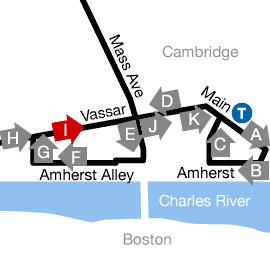 Mass Ave
Cambridge
Main
T
Vassar
D
K
A
H
I
E
J
C
G
F
B
Amherst Alley
Amherst
Charles River
Boston